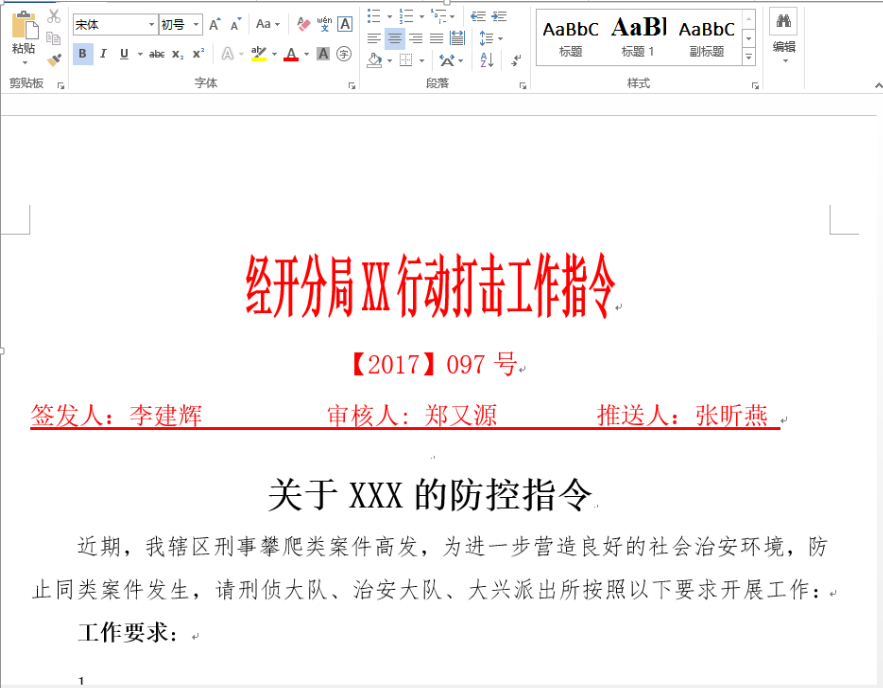 宋体 初号 A A Aa wén 文 A AaBbC AaBl AaBbC
粘贴 B I U abc x₂ x² A aby A A 字 标题 标题 1 副标题 编辑
剪贴板 字体 段落 样式
经开分局XX行动打击工作指令
【2017】097 号
签发人：李建辉 审核人: 郑又源 推送人：张昕燕
关于 XXX 的防控指令
近期，我辖区刑事攀爬类案件高发，为进一步营造良好的社会治安环境，防
止同类案件发生，请刑侦大队、治安大队、大兴派出所按照以下要求开展工作：
工作要求：
1